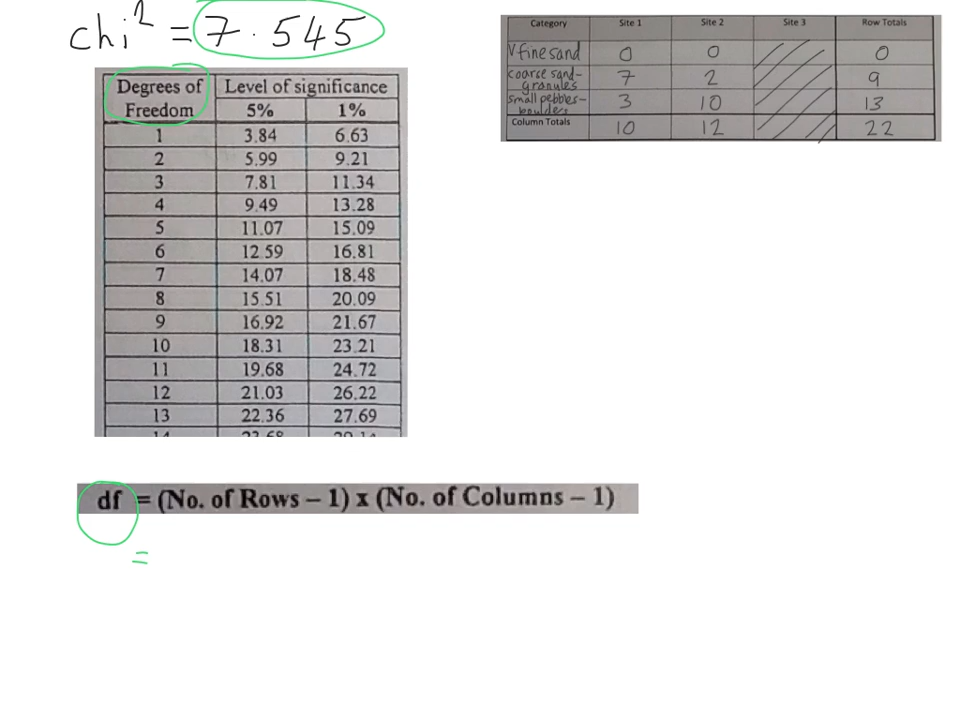 chi² = 7.545
Degrees of Freedom Level of significance
5% 1%
1 3.84 6.63
2 5.99 9.21
3 7.81 11.34
4 9.49 13.28
5 11.07 15.09
6 12.59 16.81
7 14.07 18.48
8 15.51 20.09
9 16.92 21.67
10 18.31 23.21
11 19.68 24.72
12 21.03 26.22
13 22.36 27.69
14 23.68 29.14
Category Site 1 Site 2 Site 3 Row Totals
V fine sand 0 0 0
coarse sand- granules 7 2 9
small pebbles- boulders 3 10 13
Column Totals 10 12 22
df = (No. of Rows – 1) x (No. of Columns – 1)
=